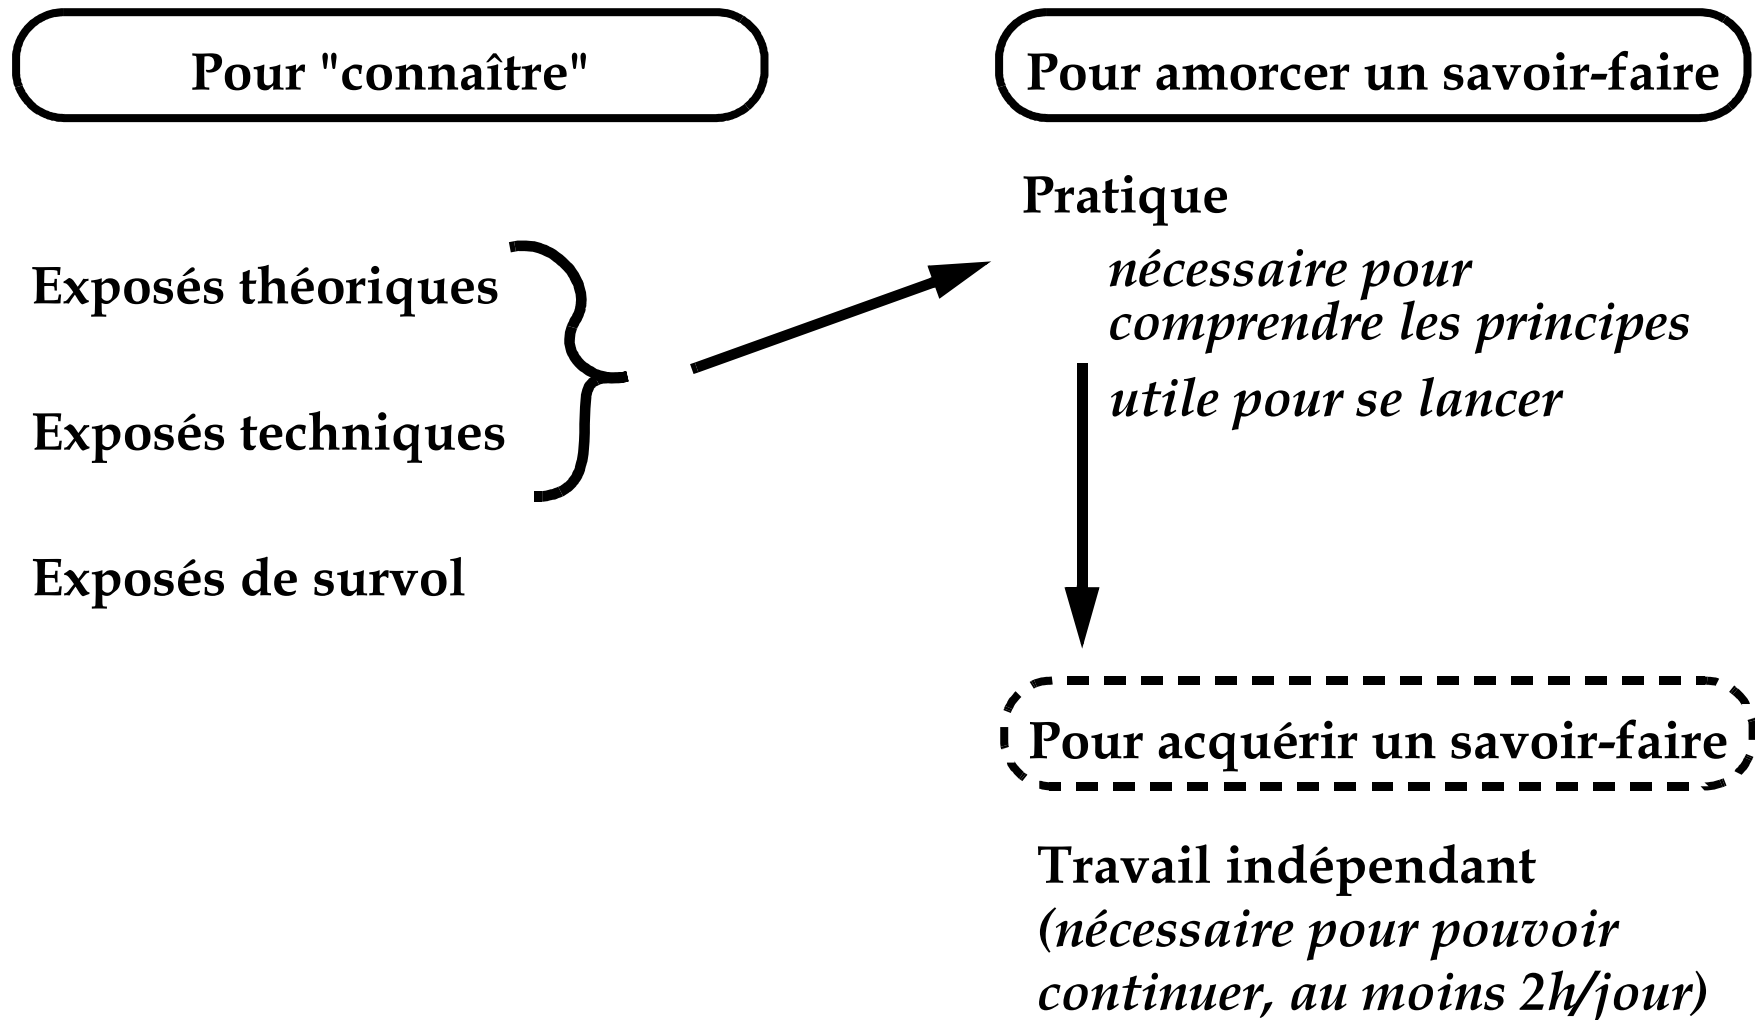 Pour "connaître"
Exposés théoriques
Exposés techniques
Exposés de survol
Pour amorcer un savoir-faire
Pratique
nécessaire pour
comprendre les principes
utile pour se lancer
Pour acquérir un savoir-faire
Travail indépendant
(nécessaire pour pouvoir
continuer, au moins 2h/jour)